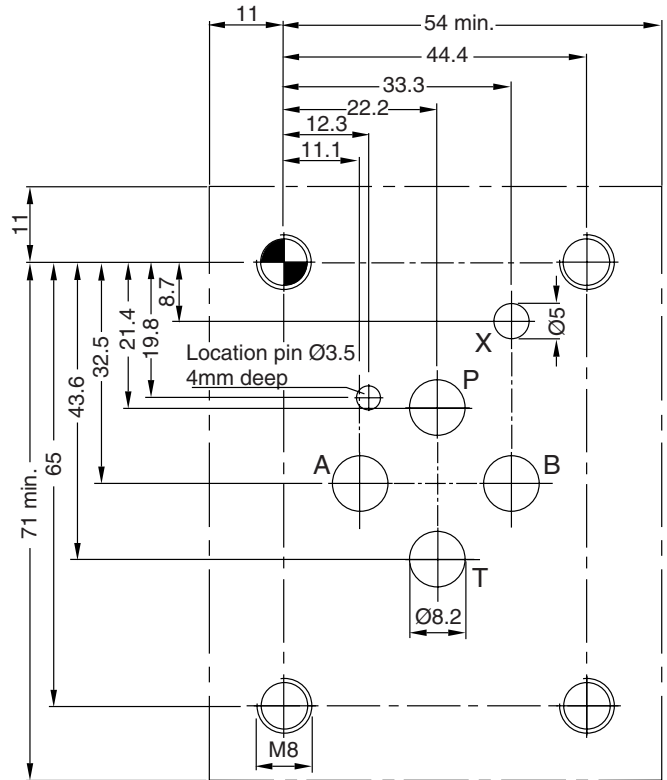 11
54 min.
44.4
33.3
22.2
12.3
11.1
11
8.7
19.8
21.4
32.5
43.6
65
71 min.
Ø5
X
Location pin Ø3.5
4mm deep
P
A
B
T
Ø8.2
M8